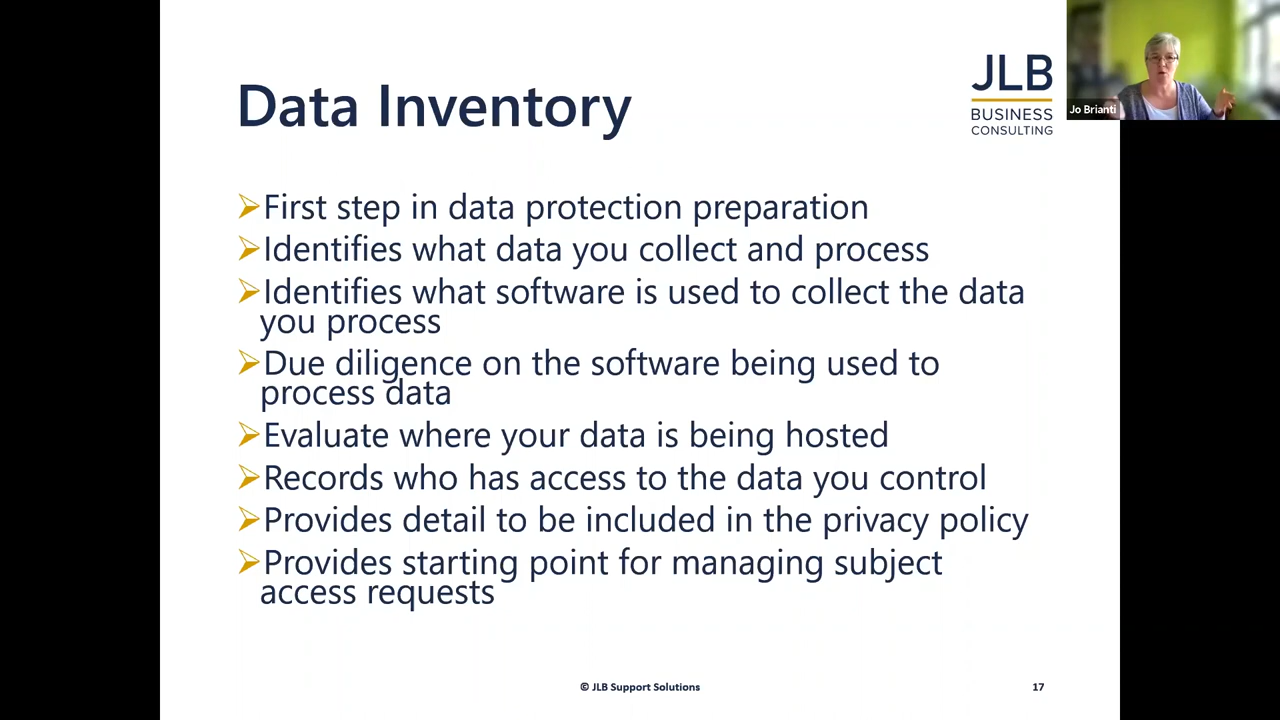 Data Inventory
JLB
BUSINESS
CONSULTING
Jo Brianti
➢First step in data protection preparation
➢Identifies what data you collect and process
➢Identifies what software is used to collect the data
you process
➢Due diligence on the software being used to
process data
➢Evaluate where your data is being hosted
➢Records who has access to the data you control
➢Provides detail to be included in the privacy policy
➢Provides starting point for managing subject
access requests
© JLB Support Solutions
17